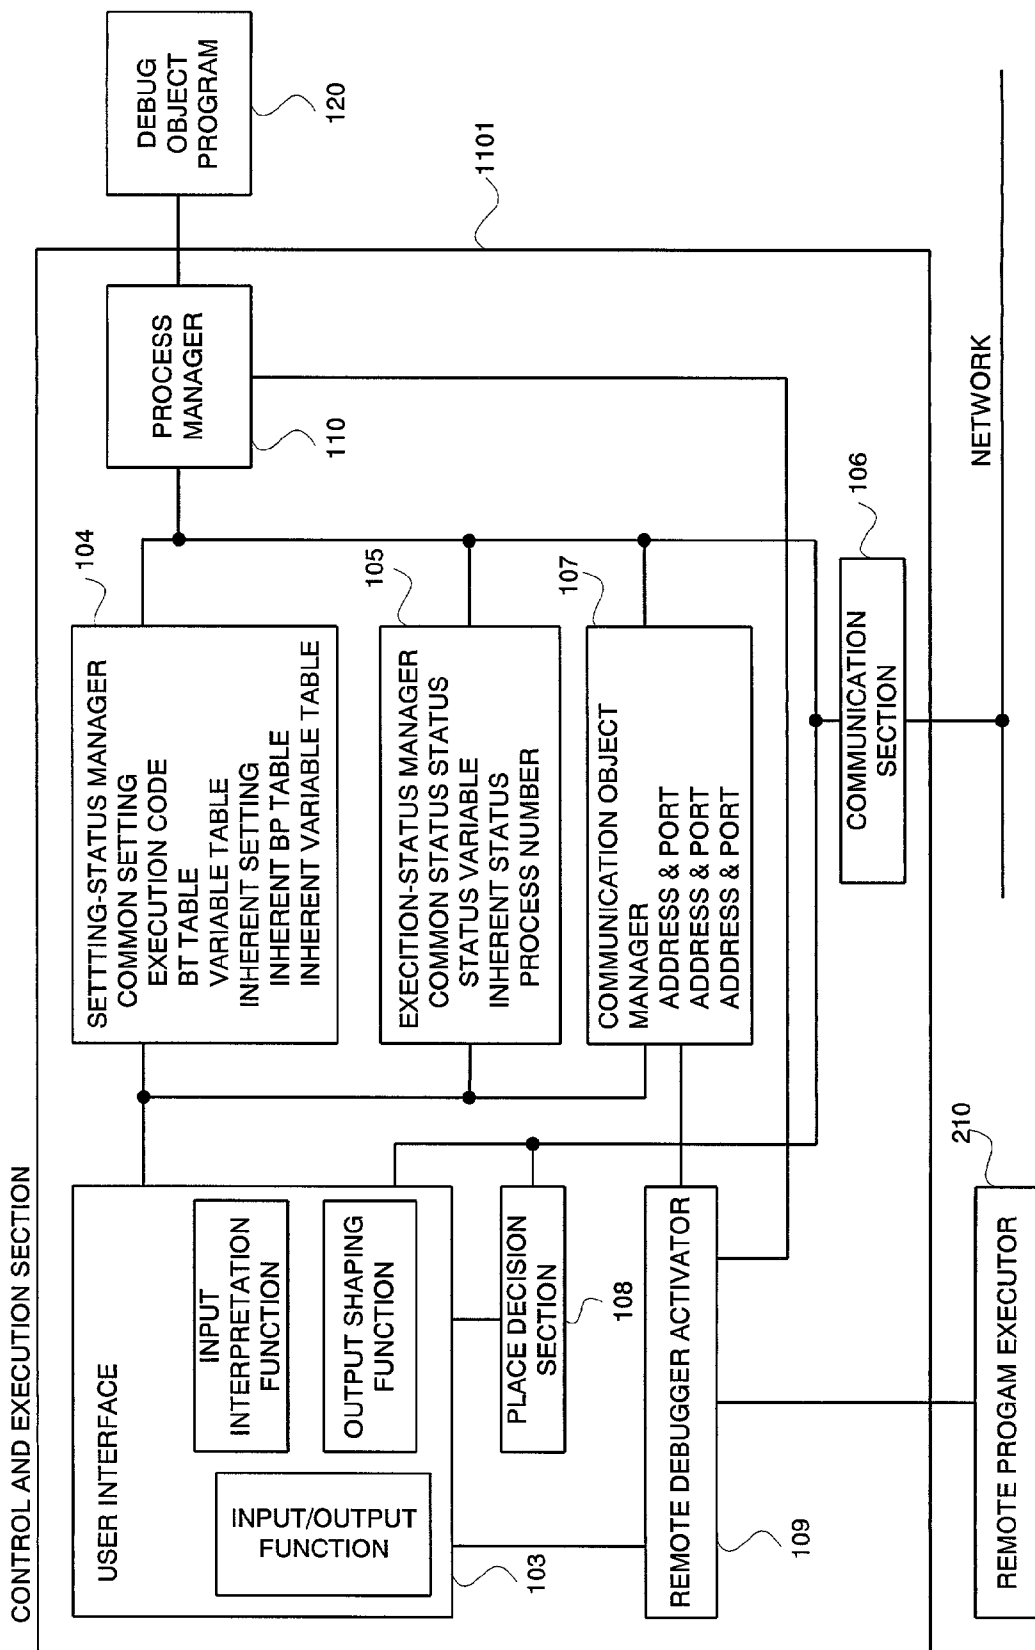 CONTROL AND EXECUTION SECTION
USER INTERFACE
INPUT/OUTPUT
FUNCTION
INPUT
INTERPRETATION
FUNCTION
OUTPUT SHAPING
FUNCTION
103
PLACE DECISION
SECTION
108
REMOTE DEBUGGER ACTIVATOR
109
REMOTE PROGAM EXECUTOR
210
SETTTING-STATUS MANAGER
COMMON SETTING
EXECUTION CODE
BT TABLE
VARIABLE TABLE
INHERENT SETTING
INHERENT BP TABLE
INHERENT VARIABLE TABLE
104
EXECITION-STATUS MANAGER
COMMON STATUS STATUS
STATUS VARIABLE
INHERENT STATUS
PROCESS NUMBER
105
COMMUNICATION OBJECT
MANAGER
ADDRESS & PORT
ADDRESS & PORT
ADDRESS & PORT
107
COMMUNICATION
SECTION
106
PROCESS
MANAGER
110
DEBUG
OBJECT
PROGRAM
120
1101
NETWORK